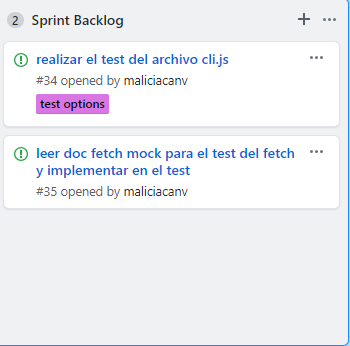 2 Sprint Backlog
realizar el test del archivo cli.js
#34 opened by maliciacanv
test options
leer doc fetch mock para el test del fetch
y implementar en el test
#35 opened by maliciacanv